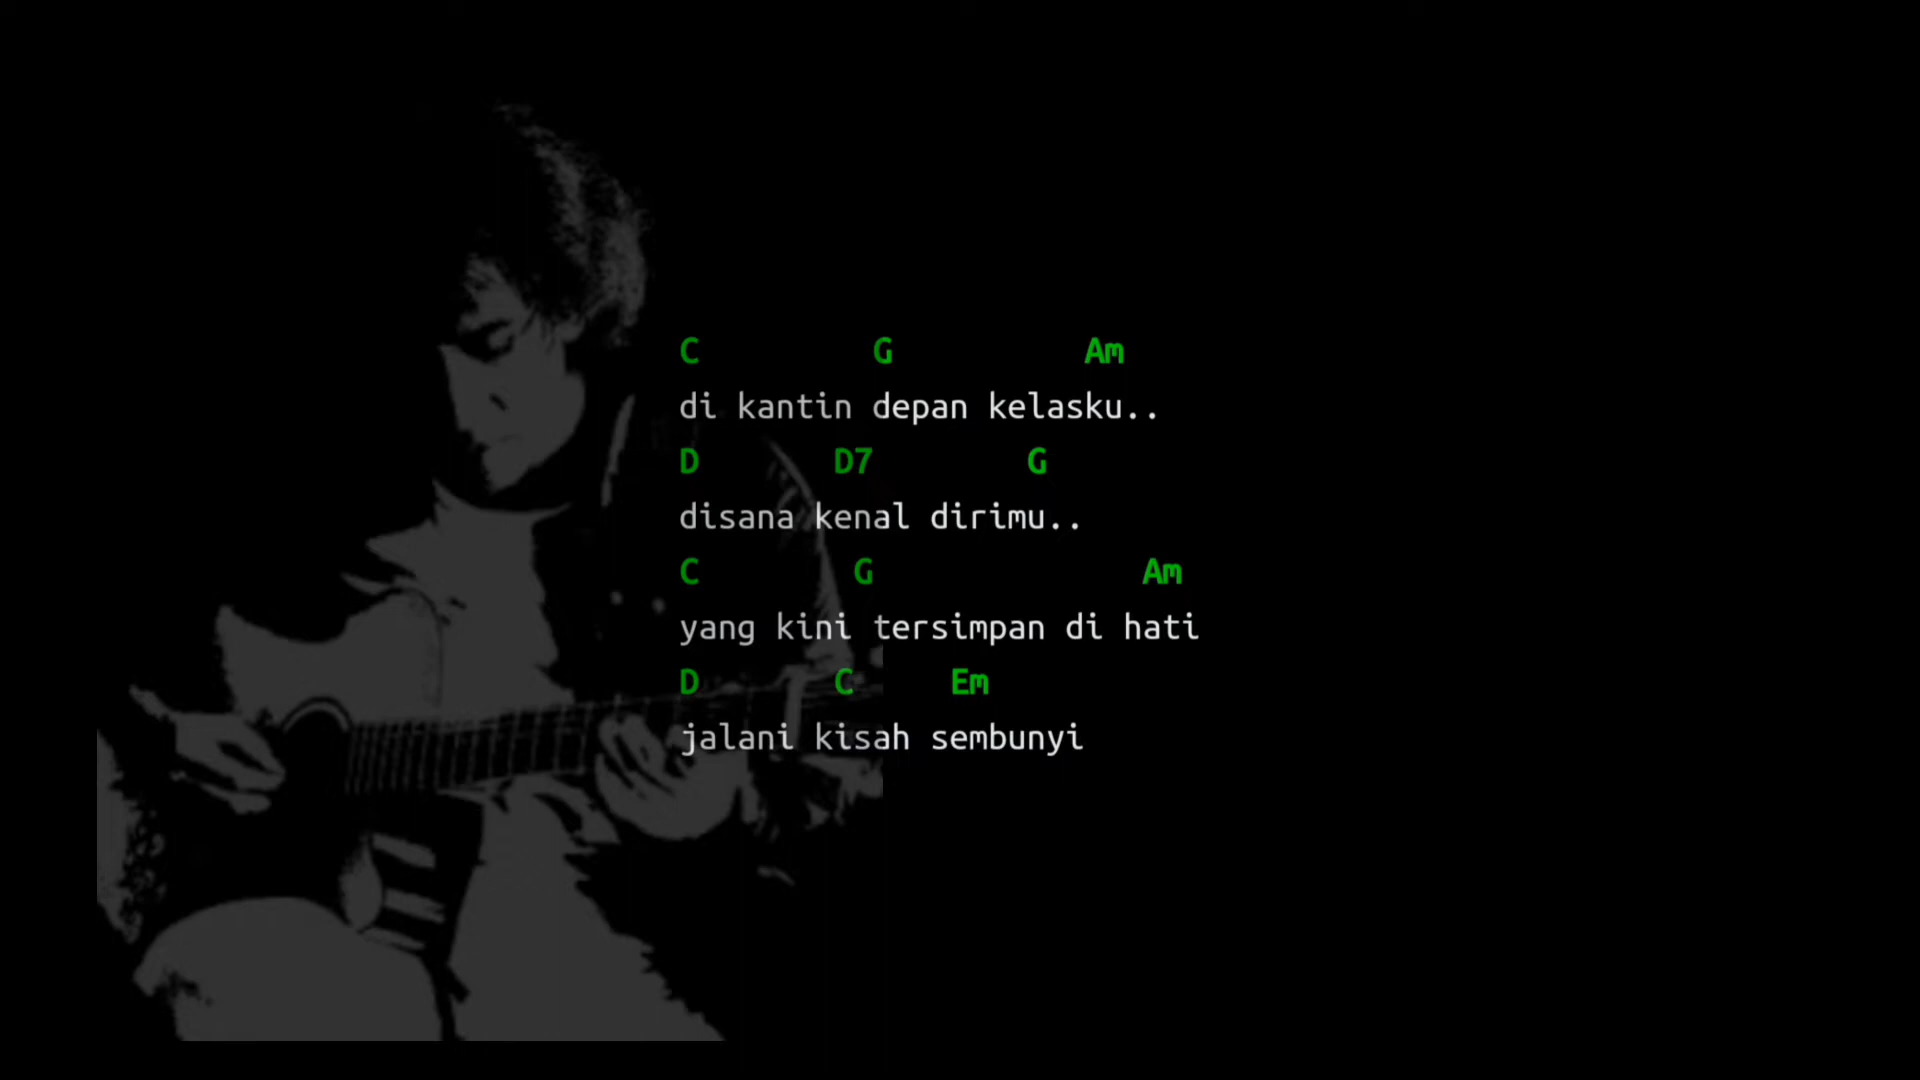 C G Am
di kantin depan kelasku..
D D7 G
disana kenal dirimu..
C G Am
yang kini tersimpan di hati
D C Em
jalani kisah sembunyi